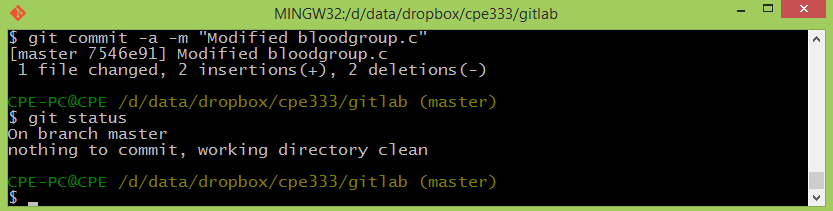 MINGW32:/d/data/dropbox/cpe333/gitlab
$ git commit -a -m "Modified bloodgroup.c"
[master 7546e91] Modified bloodgroup.c
 1 file changed, 2 insertions(+), 2 deletions(-)
CPE-PC@CPE /d/data/dropbox/cpe333/gitlab (master)
$ git status
On branch master
nothing to commit, working directory clean
CPE-PC@CPE /d/data/dropbox/cpe333/gitlab (master)
$ _